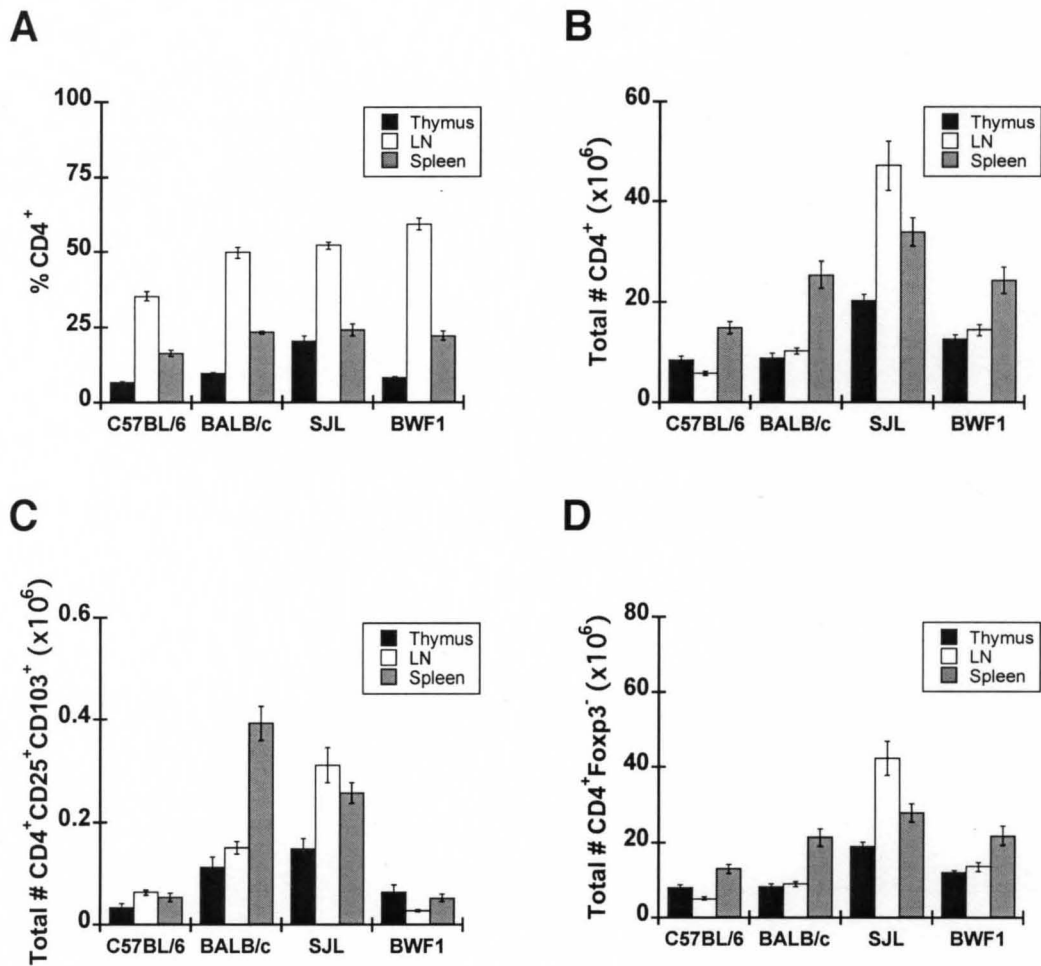 A
% CD4+
100
75
50
25
0
Thymus
LN
Spleen
C57BL/6 BALB/c SJL BWF1
B
Total # CD4+ (x10^6)
60
40
20
0
Thymus
LN
Spleen
C57BL/6 BALB/c SJL BWF1
C
Total # CD4+CD25+CD103+ (x10^6)
0.6
0.4
0.2
0
Thymus
LN
Spleen
C57BL/6 BALB/c SJL BWF1
D
Total # CD4+Foxp3- (x10^6)
80
60
40
20
0
Thymus
LN
Spleen
C57BL/6 BALB/c SJL BWF1